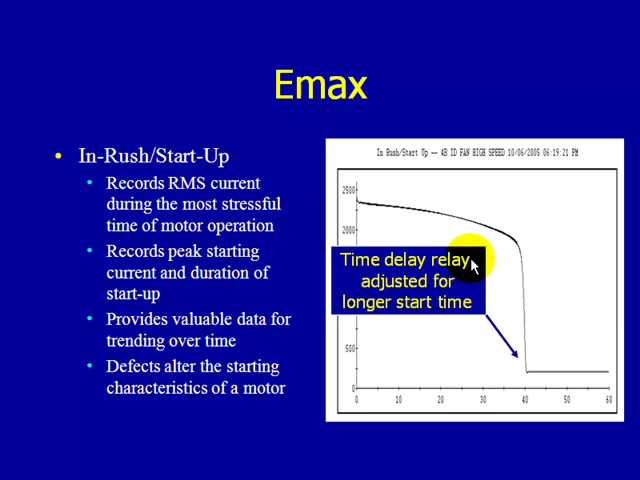 Emax
• In-Rush/Start-Up
• Records RMS current
during the most stressful
time of motor operation
• Records peak starting
current and duration of
start-up
• Provides valuable data for
trending over time
• Defects alter the starting
characteristics of a motor
In Rush/Start Up -- 4B ID FAN HIGH SPEED 10/06/2005 06:19:21 PM
2500
2000
Time delay relay
adjusted for
longer start time
500
0
0 10 20 30 40 50 60